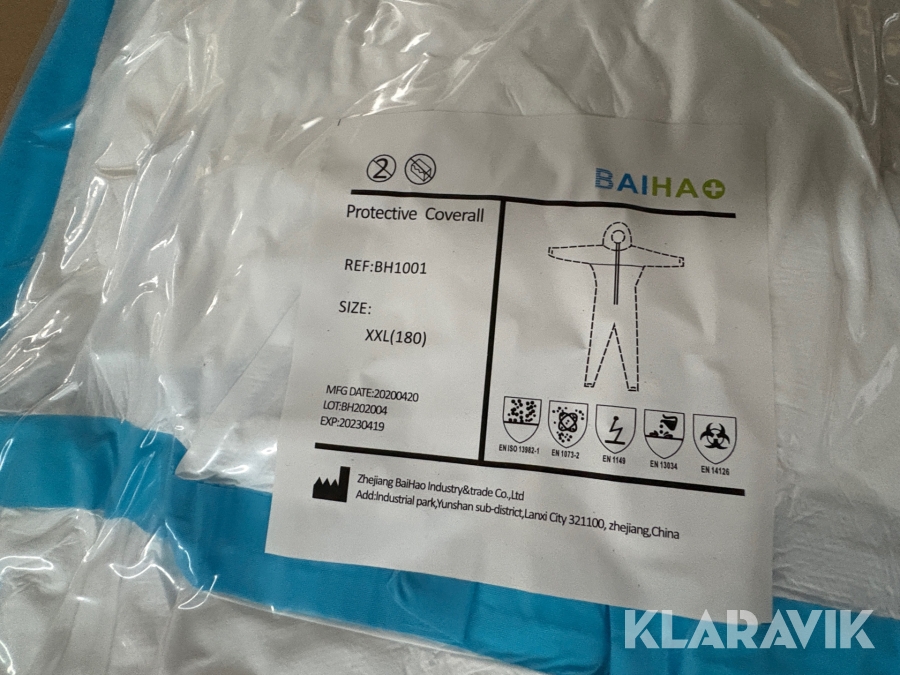 2
BAIHAO
Protective Coverall
REF:BH1001
SIZE:
XXL(180)
MFG DATE:20200420
LOT:BH202004
EXP:20230419
EN ISO 13982-1
EN 1073-2
EN 1149
EN 13034
EN 14126
Zhejiang BaiHao Industry&trade Co.,Ltd
Add:Industrial park,Yunshan sub-district,Lanxi City 321100, zhejiang,China
KLARAVIK